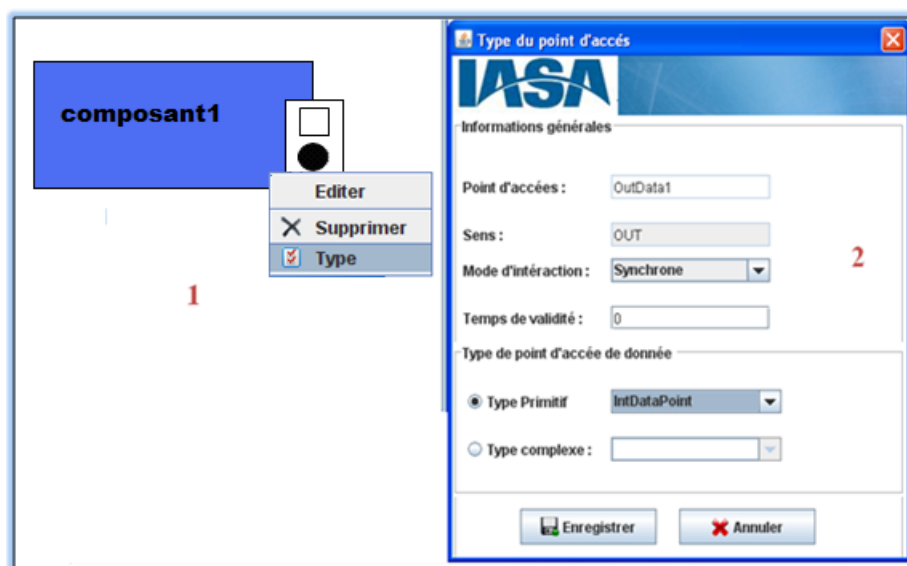 composant1
Editer
Supprimer
Type
1
Type du point d'accés
IASA
Informations générales
Point d'accées : OutData1
Sens : OUT
Mode d'intéraction : Synchrone
2
Temps de validité : 0
Type de point d'accée de donnée
Type Primitif IntDataPoint
Type complexe :
Enregistrer Annuler